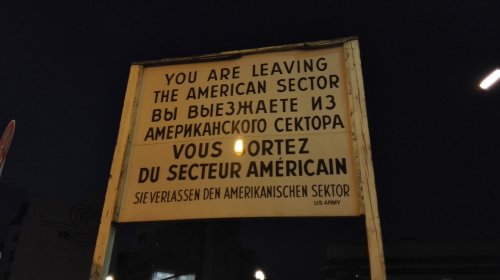 YOU ARE LEAVING
THE AMERICAN SECTOR
ВЫ ВЫЕЗЖАЕТЕ ИЗ
АМЕРИКАНСКОГО СЕКТОРА
VOUS SORTEZ
DU SECTEUR AMÉRICAIN
SIE VERLASSEN DEN AMERIKANISCHEN SEKTOR
US ARMY